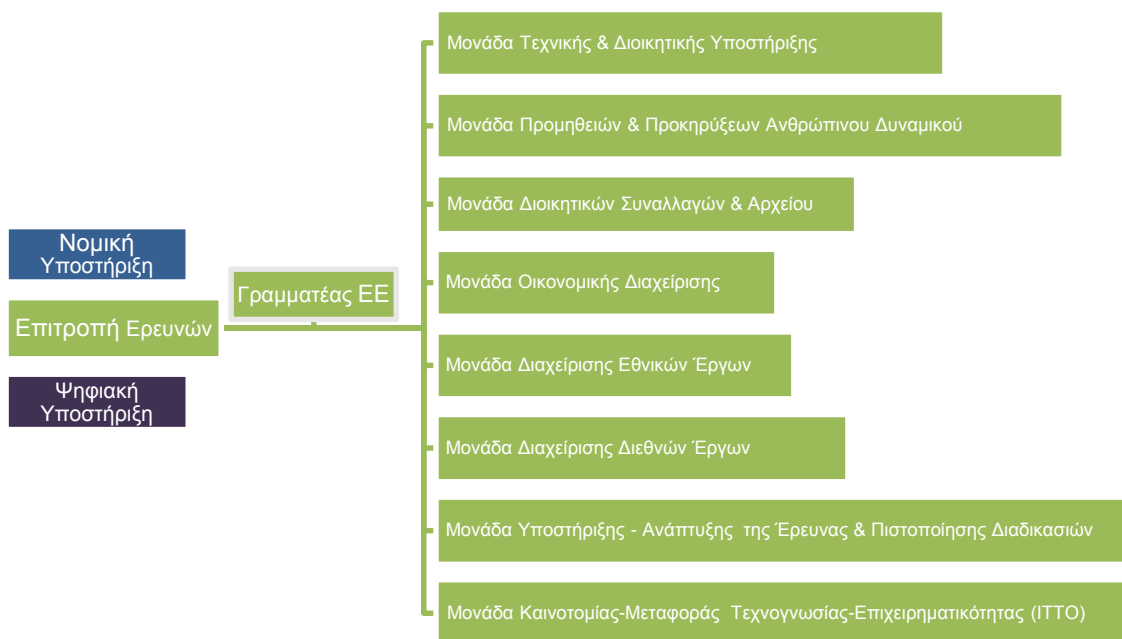 Μονάδα Τεχνικής & Διοικητικής Υποστήριξης
Μονάδα Προμηθειών & Προκηρύξεων Ανθρώπινου Δυναμικού
Μονάδα Διοικητικών Συναλλαγών & Αρχείου
Νομική
Υποστήριξη
Γραμματέας ΕΕ
Μονάδα Οικονομικής Διαχείρισης
Επιτροπή Ερευνών
Μονάδα Διαχείρισης Εθνικών Έργων
Ψηφιακή
Υποστήριξη
Μονάδα Διαχείρισης Διεθνών Έργων
Μονάδα Υποστήριξης - Ανάπτυξης της Έρευνας & Πιστοποίησης Διαδικασιών
Μονάδα Καινοτομίας-Μεταφοράς Τεχνογνωσίας-Επιχειρηματικότητας (ITTO)